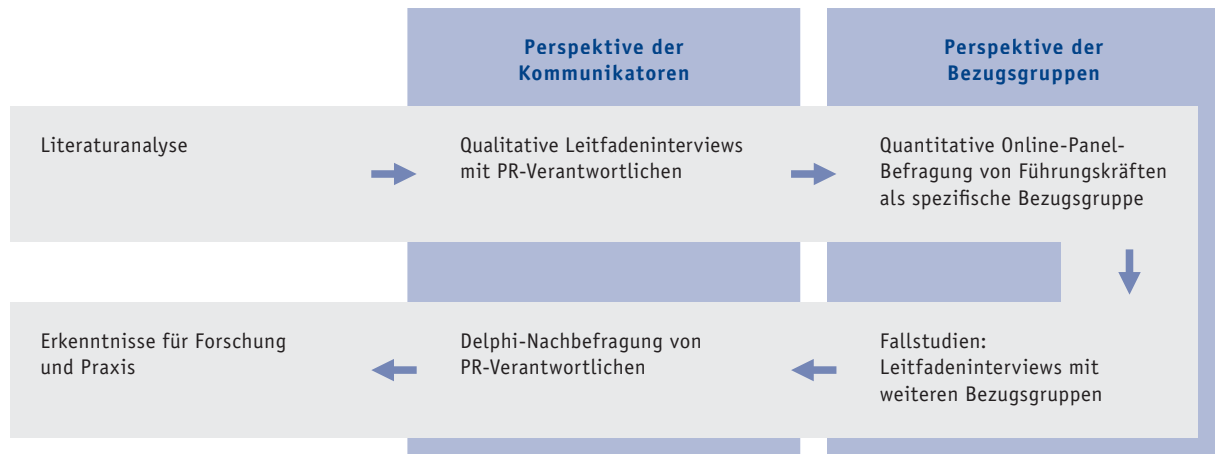 Perspektive der
Kommunikatoren
Perspektive der
Bezugsgruppen
Literaturanalyse
Qualitative Leitfadeninterviews
mit PR-Verantwortlichen
Quantitative Online-Panel-
Befragung von Führungskräften
als spezifische Bezugsgruppe
Fallstudien:
Leitfadeninterviews mit
weiteren Bezugsgruppen
Delphi-Nachbefragung von
PR-Verantwortlichen
Erkenntnisse für Forschung
und Praxis